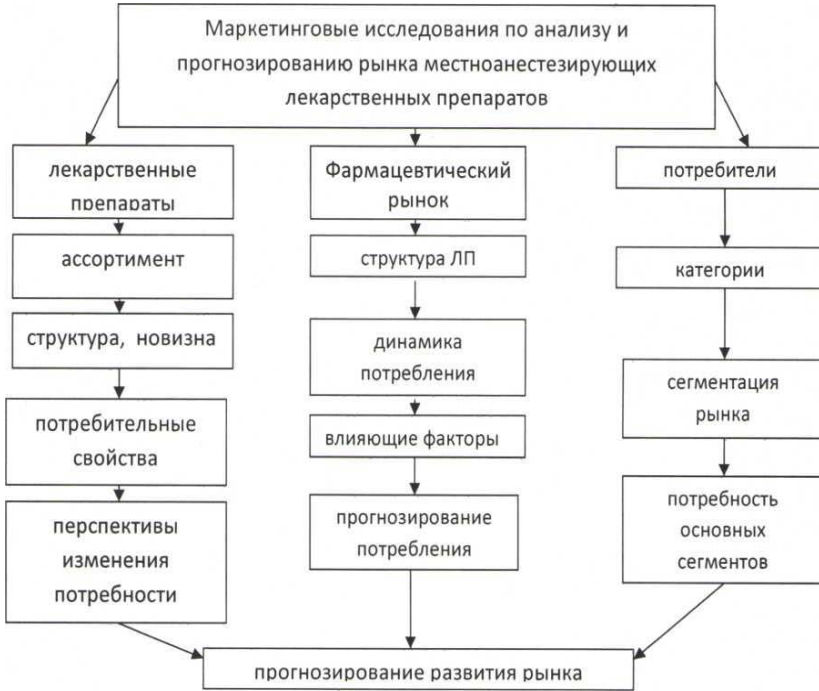 Маркетинговые исследования по анализу и
прогнозированию рынка местноанестезирующих
лекарственных препаратов
лекарственные
препараты
ассортимент
структура, новизна
потребительные
свойства
перспективы
изменения
потребности
Фармацевтический
рынок
структура ЛП
динамика
потребления
влияющие факторы
прогнозирование
потребления
потребители
категории
сегментация
рынка
потребность
основных
сегментов
прогнозирование развития рынка